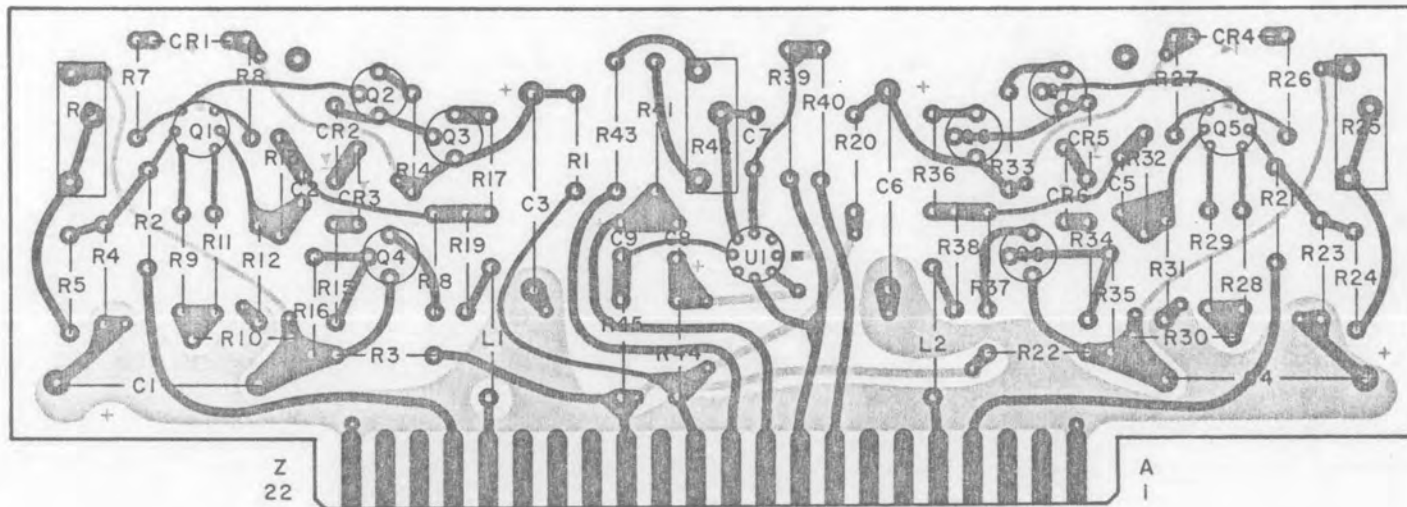 CR1 CR4
R7 R8 R39 R27 R26
Q2 R41 R40
Q1 CR2 Q3 R43 R42 C7 R20 CR5 Q5 R25
R13 R14 R1 R33 R32
R17 C6 R36
R2 CR3 C3 CR6 C5 R21
R4 R11 R19 C9 C8 R38 R34 R29
R5 R9 R12 Q4 U1 R31 R23
R15 R18 R37 R28 R24
R16 R35
R10 L1 R45 L2 R30
R3 R44 R22
C1
Z A
22 1